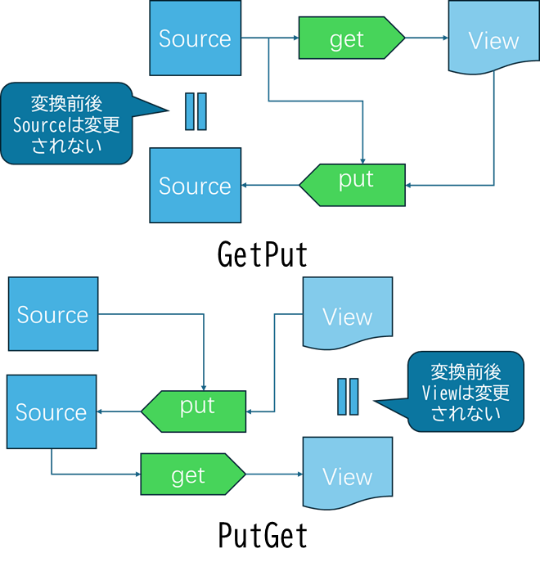 Source
get
View
変換前後
Sourceは変更
されない
Source
put
GetPut
Source
View
変換前後
Viewは変更
されない
Source
put
get
View
PutGet